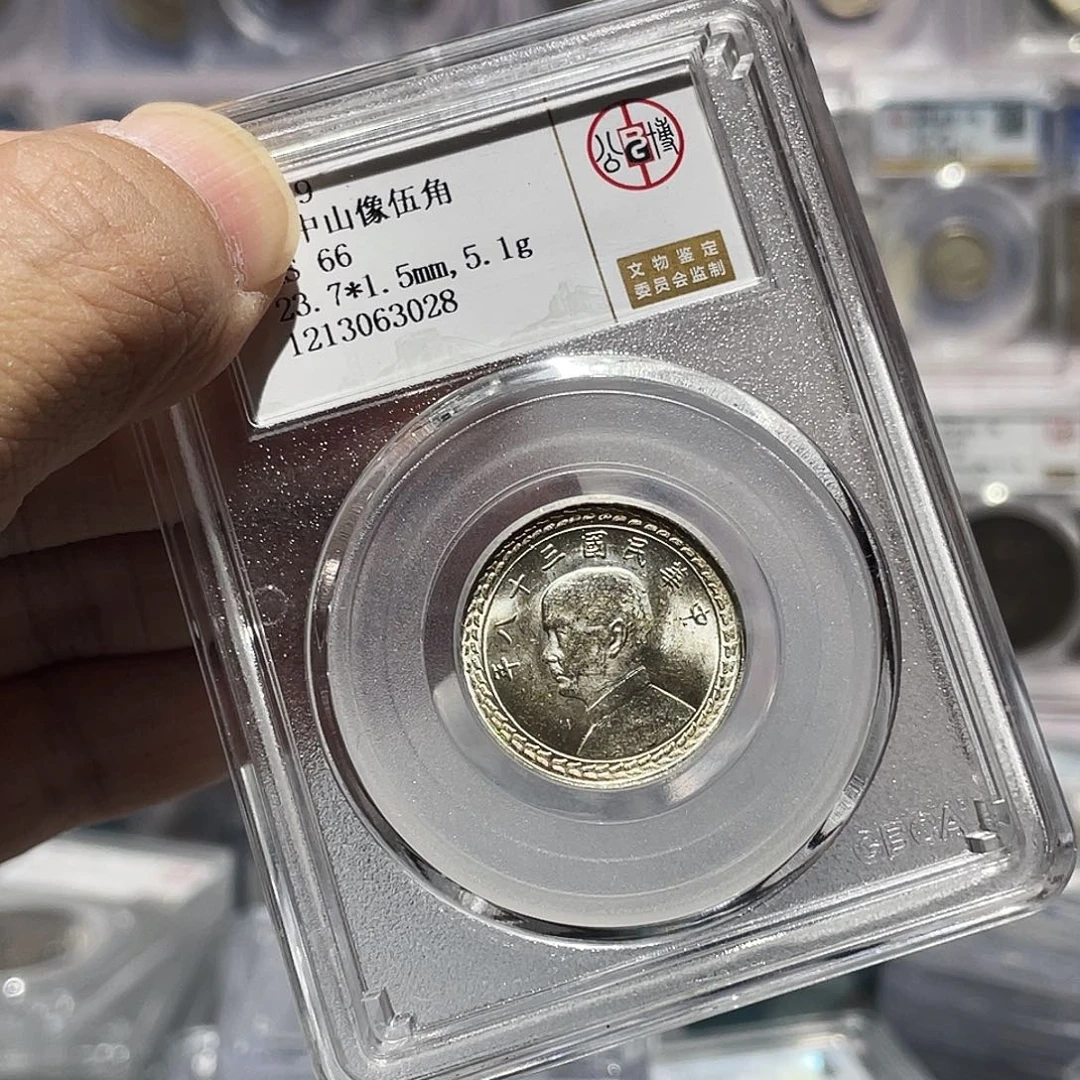 9
中山像伍角
66
23.7*1.5mm, 5.1g
1213063028
公博
文物鉴定
委员会监制
中華民國三十八年
GBCA